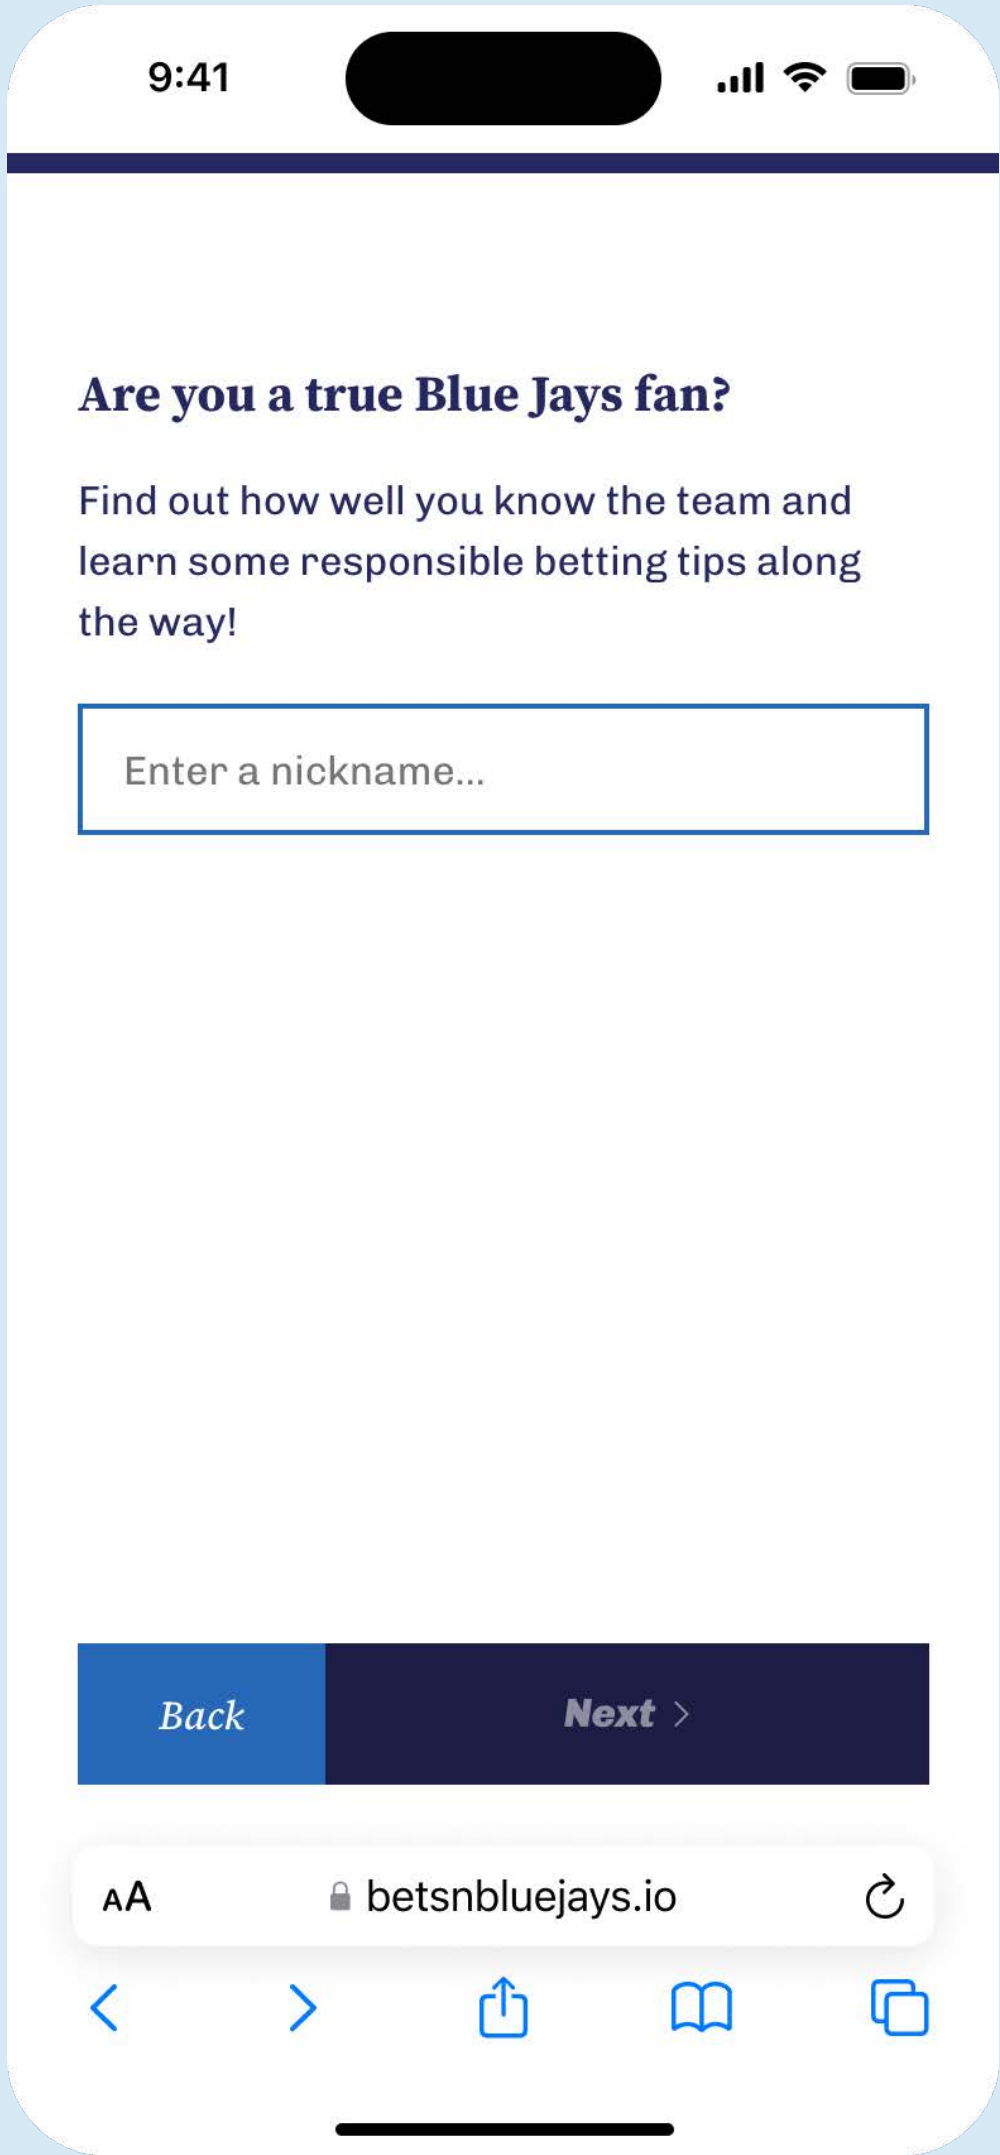 9:41
Are you a true Blue Jays fan?
Find out how well you know the team and
learn some responsible betting tips along
the way!
Enter a nickname...
Back
Next >
AA
betsnbluejays.io